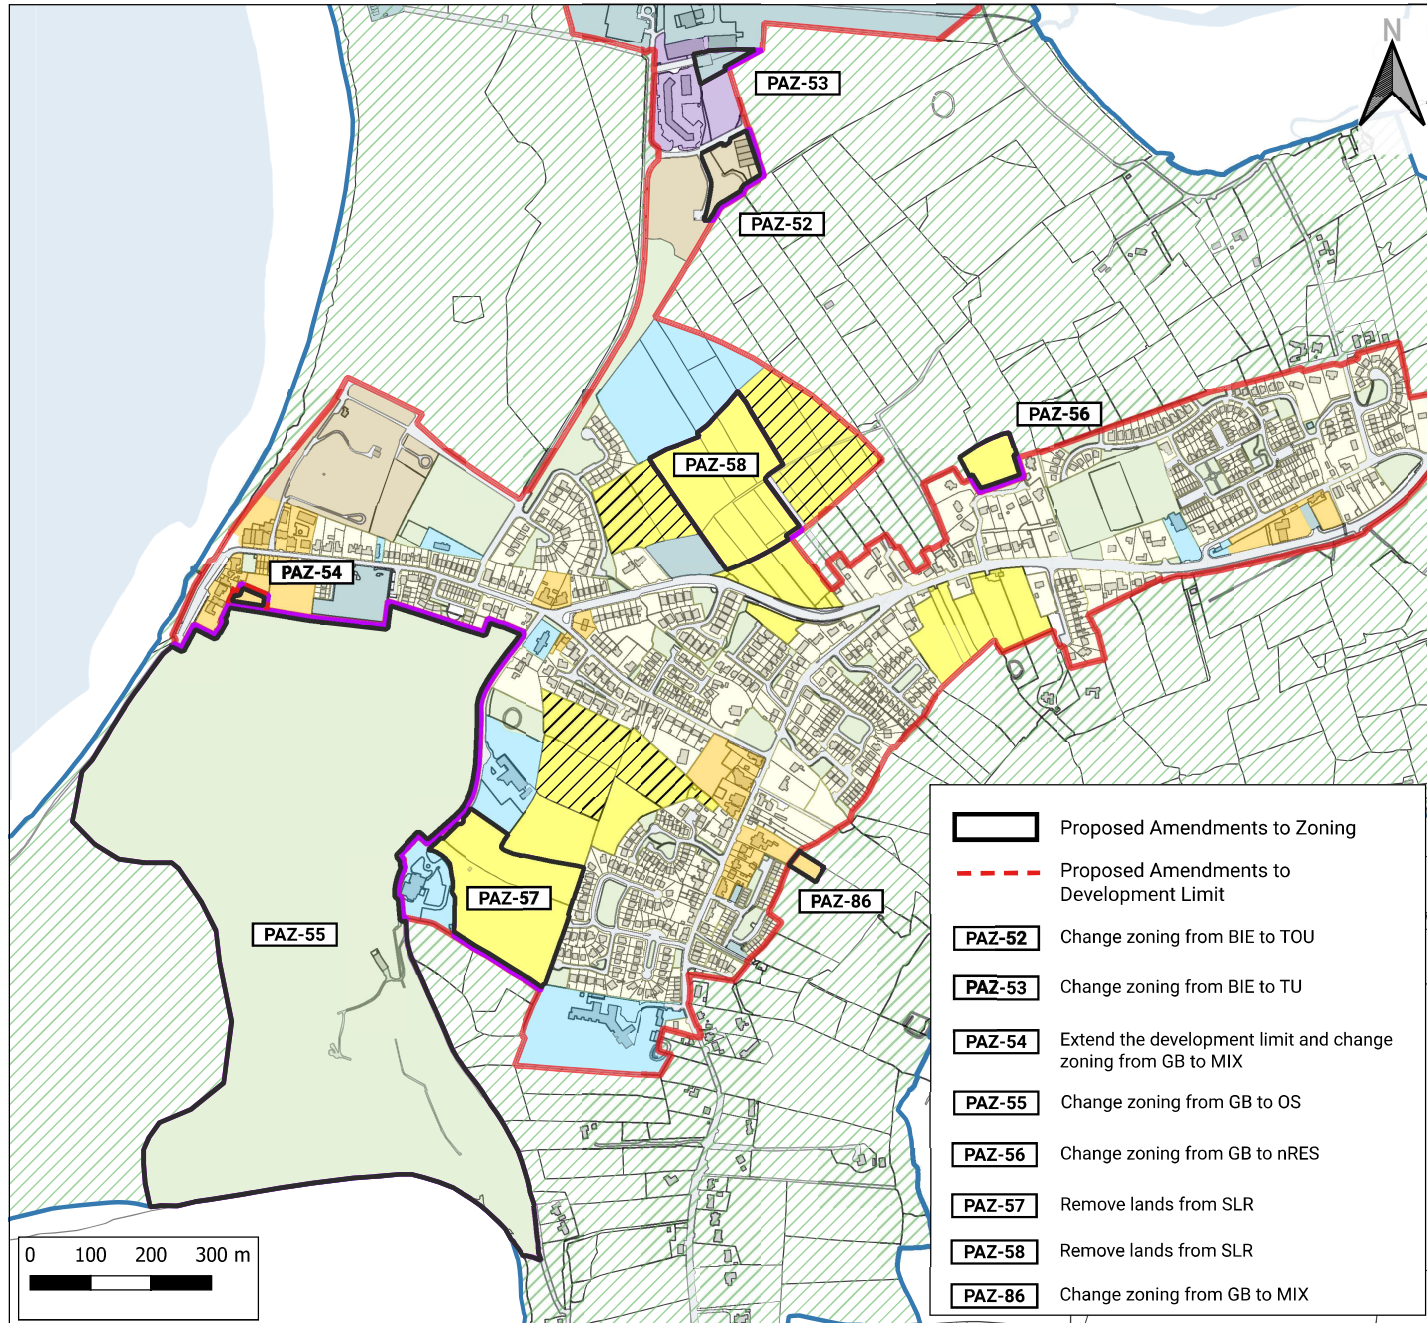 N
PAZ-53
PAZ-52
PAZ-56
PAZ-58
PAZ-54
PAZ-57
PAZ-86
PAZ-55
Proposed Amendments to Zoning
Proposed Amendments to
Development Limit
PAZ-52 Change zoning from BIE to TOU
PAZ-53 Change zoning from BIE to TU
PAZ-54 Extend the development limit and change
zoning from GB to MIX
PAZ-55 Change zoning from GB to OS
PAZ-56 Change zoning from GB to nRES
PAZ-57 Remove lands from SLR
PAZ-58 Remove lands from SLR
PAZ-86 Change zoning from GB to MIX
0 100 200 300 m